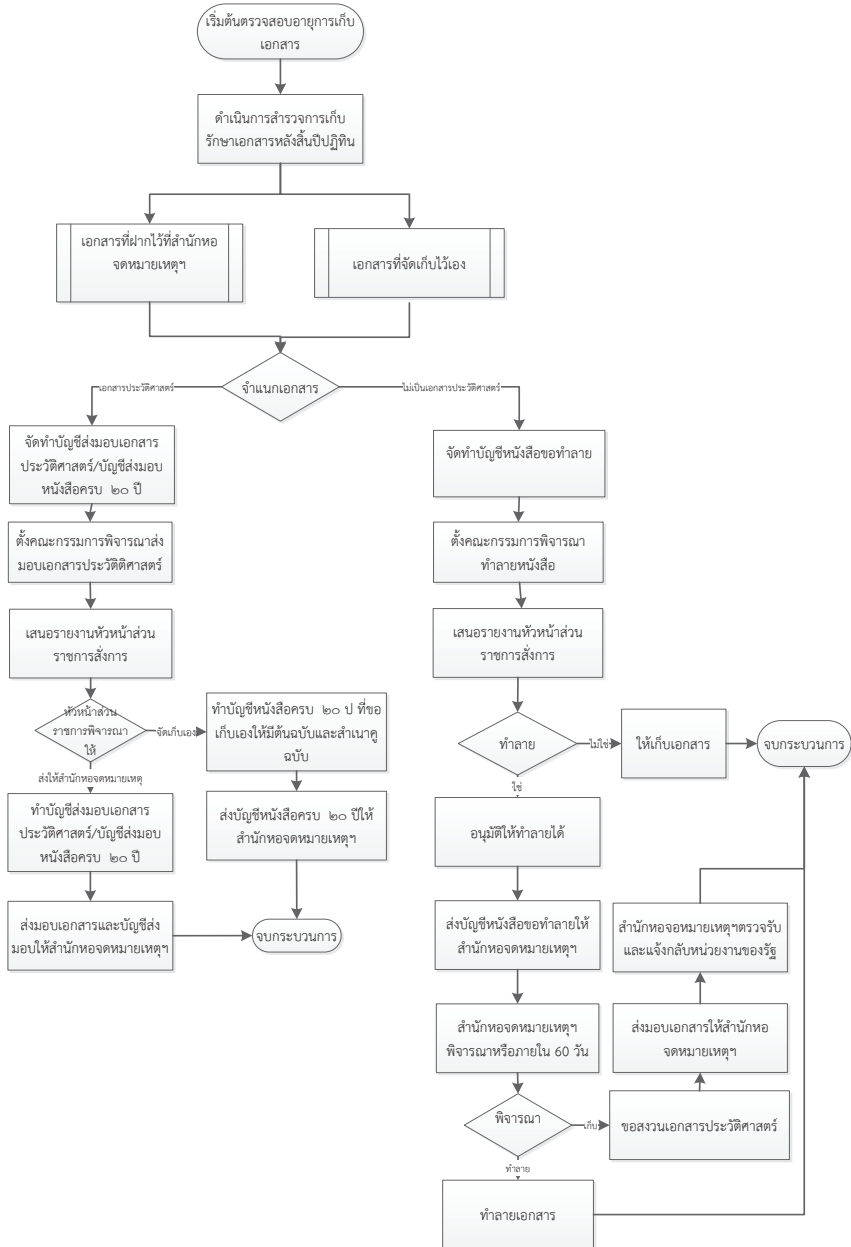 เริ่มต้นตรวจสอบอายุการเก็บ
เอกสาร
ดำเนินการสำรวจการเก็บ
รักษาเอกสารหลังสิ้นปีปฏิทิน
เอกสารที่ฝากไว้ที่สำนักหอ
จดหมายเหตุฯ
เอกสารที่จัดเก็บไว้เอง
จำแนกเอกสาร
เอกสารประวัติศาสตร์
ไม่เป็นเอกสารประวัติศาสตร์
จัดทำบัญชีส่งมอบเอกสาร
ประวัติศาสตร์/บัญชีส่งมอบ
หนังสือครบ ๒๐ ปี
ตั้งคณะกรรมการพิจารณาส่ง
มอบเอกสารประวัติติศาสตร์
เสนอรายงานหัวหน้าส่วน
ราชการสั่งการ
หัวหน้าส่วน
ราชการพิจารณา
ให้
จัดเก็บเอง
ทำบัญชีหนังสือครบ ๒๐ ป ที่ขอ
เก็บเองให้มีต้นฉบับและสำเนาคู
ฉบับ
ส่งบัญชีหนังสือครบ ๒๐ ปีให้
สำนักหอจดหมายเหตุฯ
ส่งให้สำนักหอจดหมายเหตุ
ทำบัญชีส่งมอบเอกสาร
ประวัติศาสตร์/บัญชีส่งมอบ
หนังสือครบ ๒๐ ปี
ส่งมอบเอกสารและบัญชีส่ง
มอบให้สำนักหอจดหมายเหตุฯ
จบกระบวนการ
จัดทำบัญชีหนังสือขอทำลาย
ตั้งคณะกรรมการพิจารณา
ทำลายหนังสือ
เสนอรายงานหัวหน้าส่วน
ราชการสั่งการ
ทำลาย
ไม่ใช่
ให้เก็บเอกสาร
จบกระบวนการ
ใช่
อนุมัติให้ทำลายได้
ส่งบัญชีหนังสือขอทำลายให้
สำนักหอจดหมายเหตุฯ
สำนักหอจดหมายเหตุฯ
พิจารณาหรือภายใน 60 วัน
พิจารณา
เก็บ
ขอสงวนเอกสารประวัติศาสตร์
ส่งมอบเอกสารให้สำนักหอ
จดหมายเหตุฯ
สำนักหอจอหมายเหตุฯตรวจรับ
และแจ้งกลับหน่วยงานของรัฐ
ทำลาย
ทำลายเอกสาร